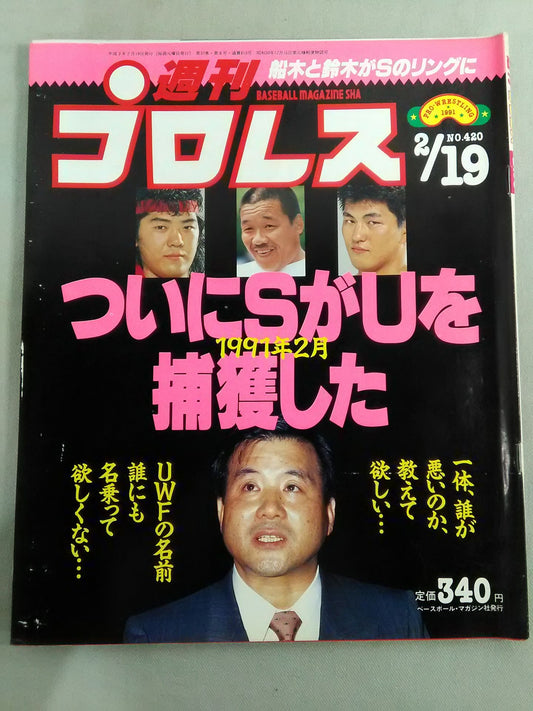 船木と鈴木がSのリングに
週刊
プロレス
BASEBALL MAGAZINE SHA
PRO-WRESTLING
1991
2/19
NO.420
ついにSがUを
1991年2月
捕獲した
一体、誰が
悪いのか、
教えて
欲しい…
UWFの名前
誰にも
名乗って
欲しくない…
定価340円
ベースボール・マガジン社発行